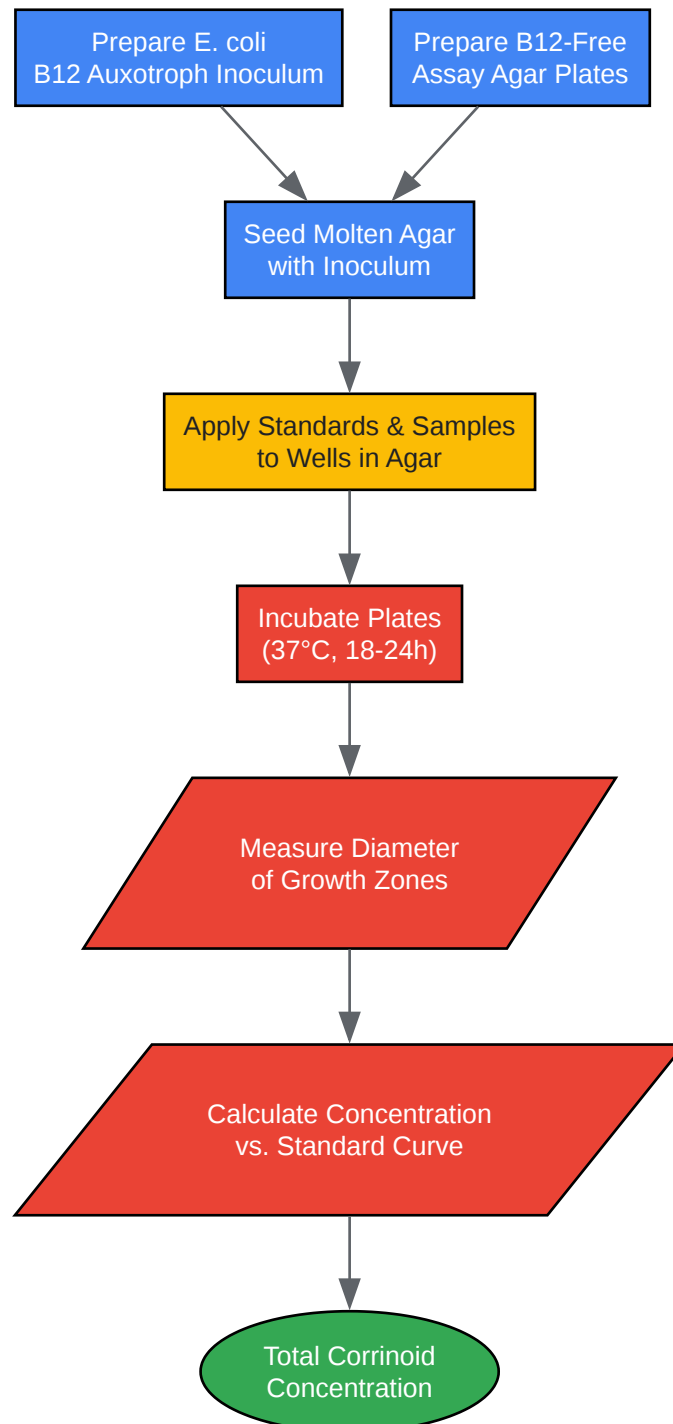 Prepare E. coli
B12 Auxotroph Inoculum
Prepare B12-Free
Assay Agar Plates
Seed Molten Agar
with Inoculum
Apply Standards & Samples
to Wells in Agar
Incubate Plates
(37°C, 18-24h)
Measure Diameter
of Growth Zones
Calculate Concentration
vs. Standard Curve
Total Corrinoid
Concentration